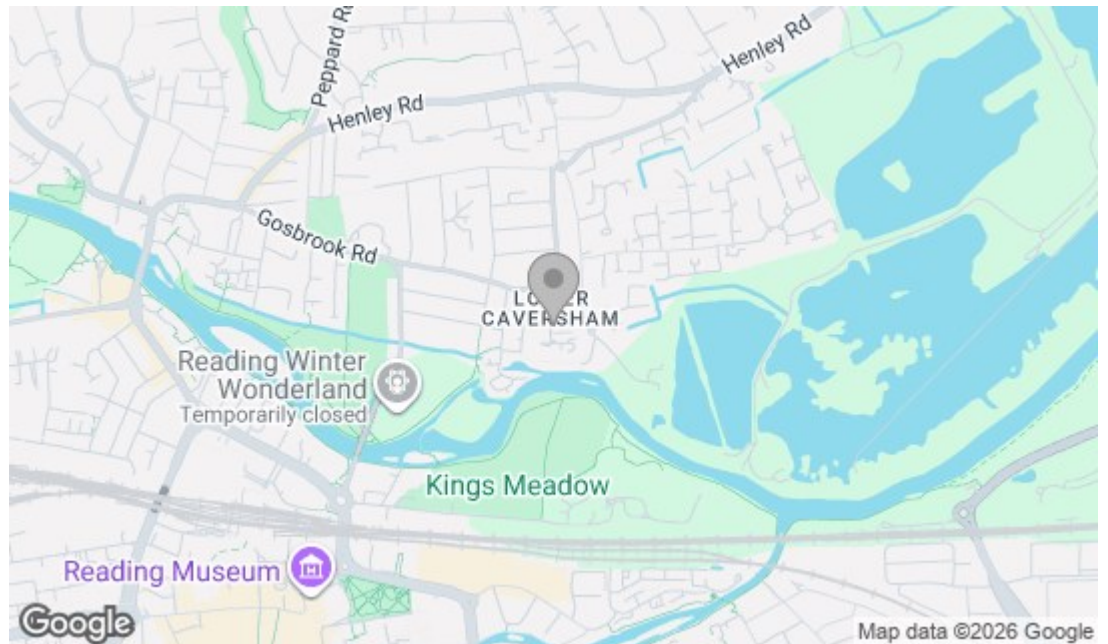 Peppard Rd
Henley Rd
Henley Rd
Gosbrook Rd
LOWER
CAVERSHAM
Reading Winter
Wonderland
Temporarily closed
Kings Meadow
Reading Museum
Google
Map data ©2026 Google